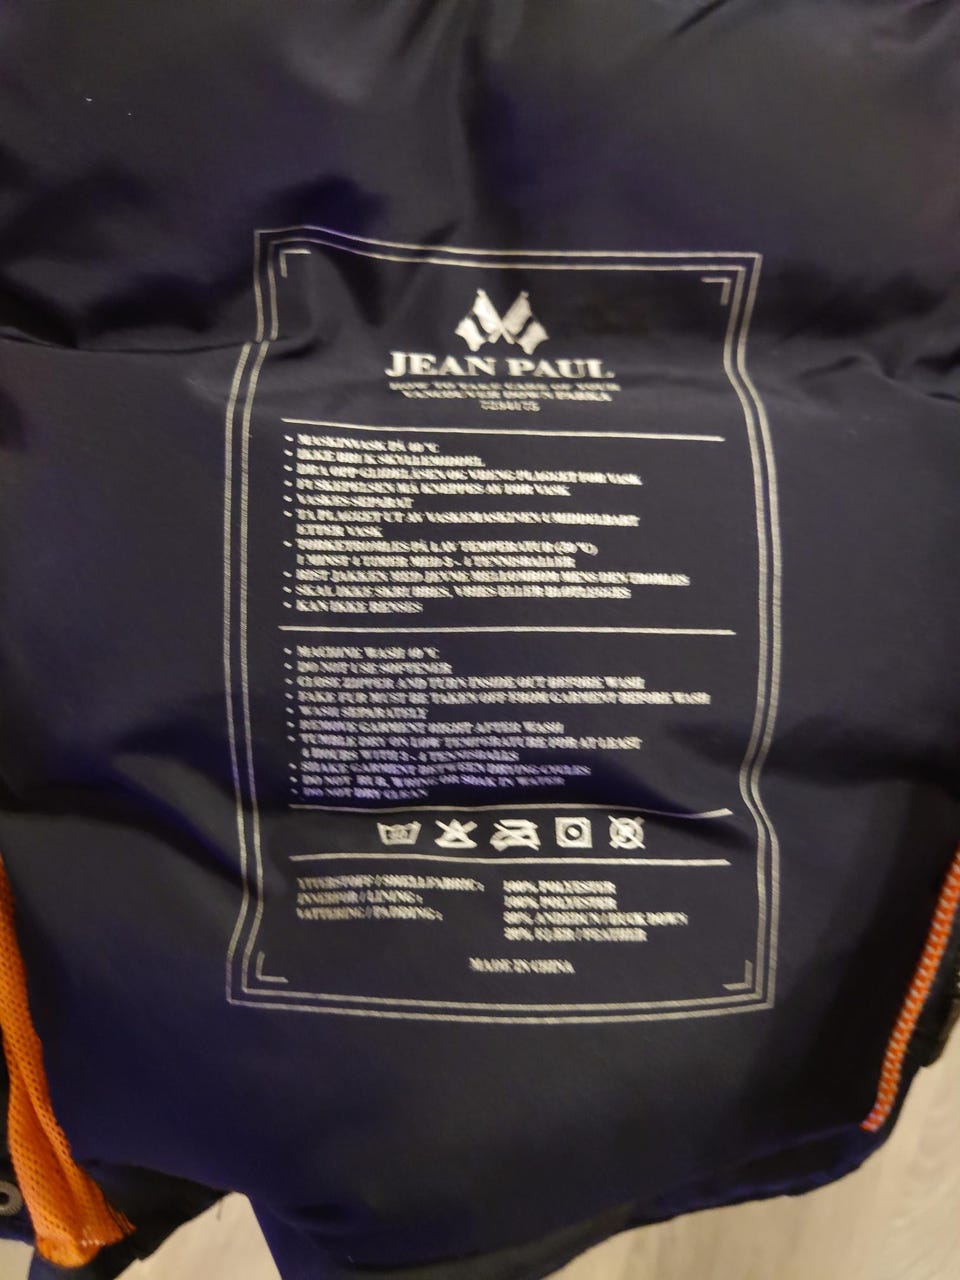 JEAN PAUL
HOW TO TAKE CARE OF YOUR
VANCOUVER DOWN PARKA
• MASKINVASK PÅ 40 °C
• IKKE BRUK SKYLLEMIDDEL
• DRA OPP GLIDELÅSEN OG VRENG PLAGGET FØR VASK
• PELSKRAGEN MÅ KNEPPES AV FØR VASK
• VASKES SEPARAT
• TA PLAGGET UT AV VASKEMASKINEN UMIDDELBART
ETTER VASK
• TØRKETROMLES PÅ LAV TEMPERATUR
I MINST 4 TIMER MED 3 - 4 TENNISBALLER
• RIST JAKKEN MED JEVNE MELLOMROM MENS DEN TROMLES
• SKAL IKKE SKRUBBES, VRIES ELLER BLØTLEGGES
• KAN IKKE RENSES
• MACHINE WASH 40 °C
• DO NOT USE SOFTENER
• CLOSE ZIPPER AND TURN INSIDE OUT BEFORE WASH
• FAKE FUR MUST BE TAKEN OFF FROM GARMENT BEFORE WASH
• WASH SEPARATELY
• REMOVE GARMENT RIGHT AFTER WASH
• TUMBLE DRY ON LOW TEMPERATURE FOR AT LEAST
4 HOURS WITH 3 - 4 TENNISBALLS
• SHAKE GARMENT BETWEEN DRYING CYCLES
• DO NOT RUB, WRING OR SOAK IN WATER
• DO NOT DRY CLEAN
YTTERSTOFF / SHELLFABRIC : 100% POLYESTER
INNERFOR / LINING : 100% POLYESTER
VATTERING / PADDING : 80% ANDEDUN / DUCK DOWN
20% FJÆR / FEATHER
MADE IN CHINA